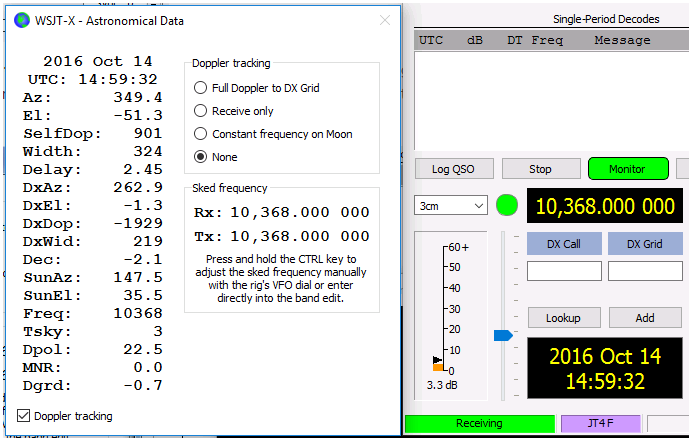 WSJT-X - Astronomical Data
2016 Oct 14
UTC: 14:59:32
Az: 349.4
El: -51.3
SelfDop: 901
Width: 324
Delay: 2.45
DxAz: 262.9
DxEl: -1.3
DxDop: -1929
DxWid: 219
Dec: -2.1
SunAz: 147.5
SunEl: 35.5
Freq: 10368
Tsky: 3
Dpol: 22.5
MNR: 0.0
Dgrd: -0.7
Doppler tracking
Doppler tracking
Full Doppler to DX Grid
Receive only
Constant frequency on Moon
None
Sked frequency
Rx: 10,368.000 000
Tx: 10,368.000 000
Press and hold the CTRL key to
adjust the sked frequency manually
with the rig's VFO dial or enter
directly into the band edit.
Single-Period Decodes
UTC dB DT Freq Message
Log QSO Stop Monitor
3cm 10,368.000 000
DX Call DX Grid
60+
50
40
30
20
10
0
3.3 dB
Lookup Add
2016 Oct 14
14:59:32
Receiving JT4 F